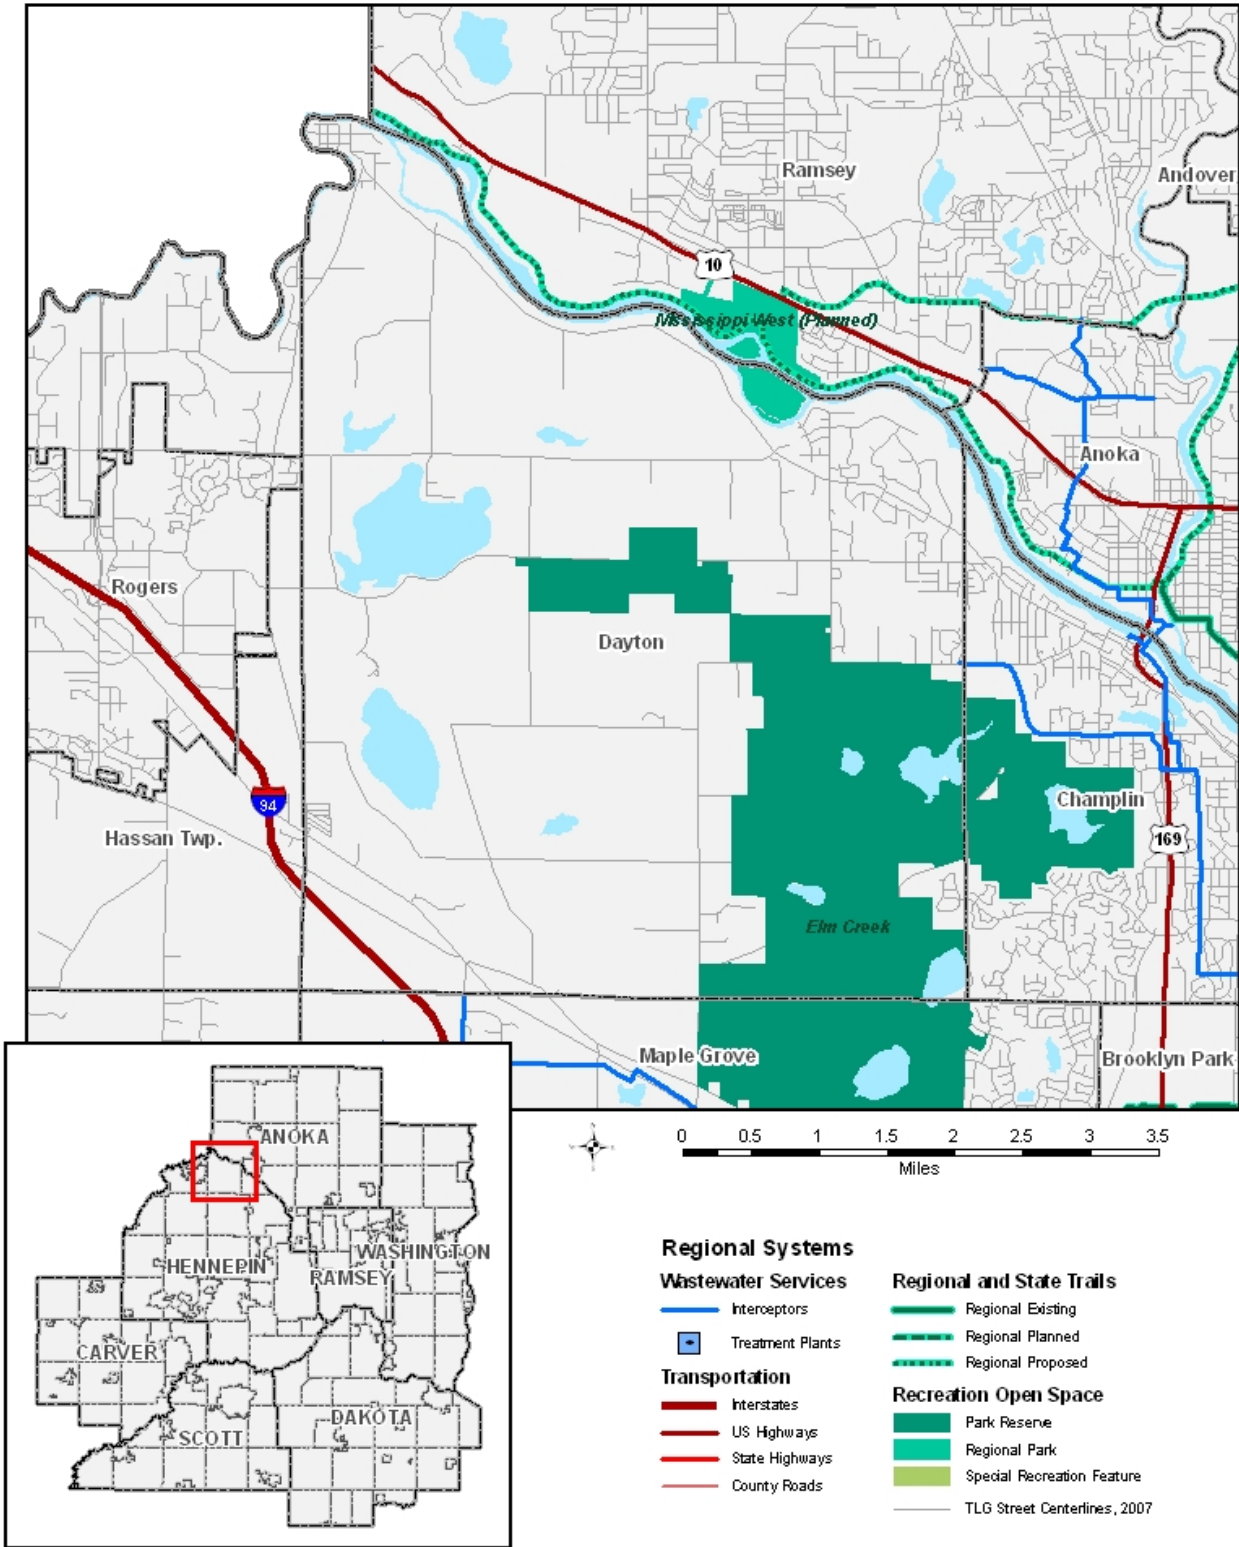 Ramsey
Andover
10
Mississippi West (Planned)
Anoka
Rogers
Dayton
94
Champlin
Hassan Twp.
169
Elm Creek
Maple Grove
Brooklyn Park
0 0.5 1 1.5 2 2.5 3 3.5
Miles
ANOKA
WASHINGTON
HENNEPIN
RAMSEY
CARVER
DAKOTA
SCOTT
Regional Systems
Wastewater Services
Interceptors
Treatment Plants
Transportation
Interstates
US Highways
State Highways
County Roads
Regional and State Trails
Regional Existing
Regional Planned
Regional Proposed
Recreation Open Space
Park Reserve
Regional Park
Special Recreation Feature
TLG Street Centerlines, 2007